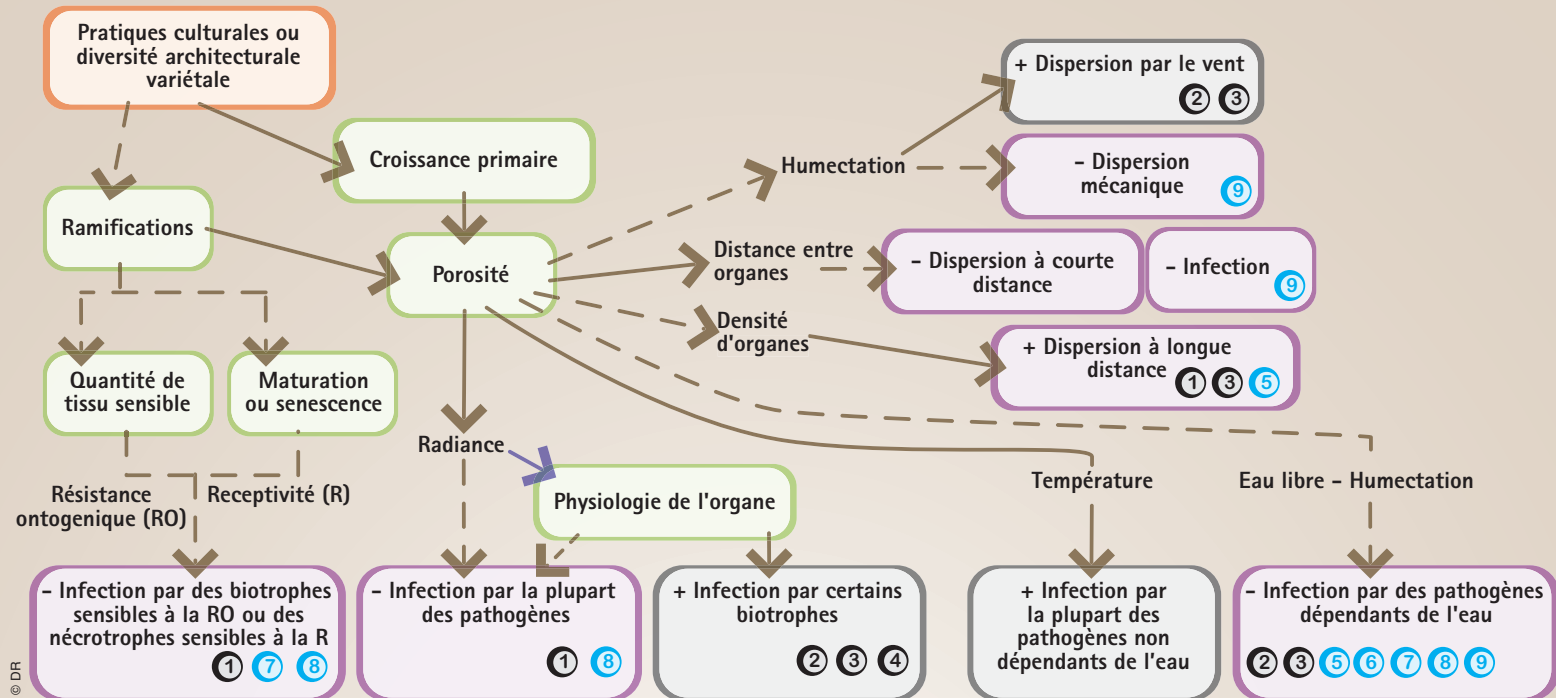 Pratiques culturales ou
diversité architecturale
variétale
Croissance primaire
Ramifications
Porosité
Quantité de
tissu sensible
Maturation
ou senescence
Résistance
ontogenique (RO)
Receptivité (R)
Radiance
Physiologie de l'organe
Humectation
+ Dispersion par le vent
2 3
- Dispersion
mécanique
9
Distance entre
organes
- Dispersion à courte
distance
- Infection
9
Densité
d'organes
+ Dispersion à longue
distance
1 3 5
Température
Eau libre - Humectation
- Infection par des biotrophes
sensibles à la RO ou des
nécrotrophes sensibles à la R
1 7 8
- Infection par la plupart
des pathogènes
1 8
+ Infection par certains
biotrophes
2 3 4
+ Infection par
la plupart des
pathogènes non
dépendants de l'eau
- Infection par des pathogènes
dépendants de l'eau
2 3 5 6 7 8 9
© DR